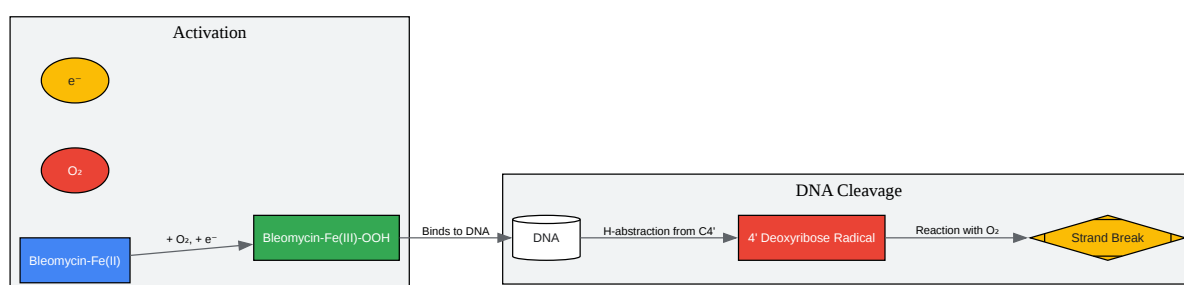 Activation
e⁻
O₂
Bleomycin-Fe(II)
+ O₂, + e⁻
Bleomycin-Fe(III)-OOH
Binds to DNA
DNA Cleavage
DNA
H-abstraction from C4'
4' Deoxyribose Radical
Reaction with O₂
Strand Break